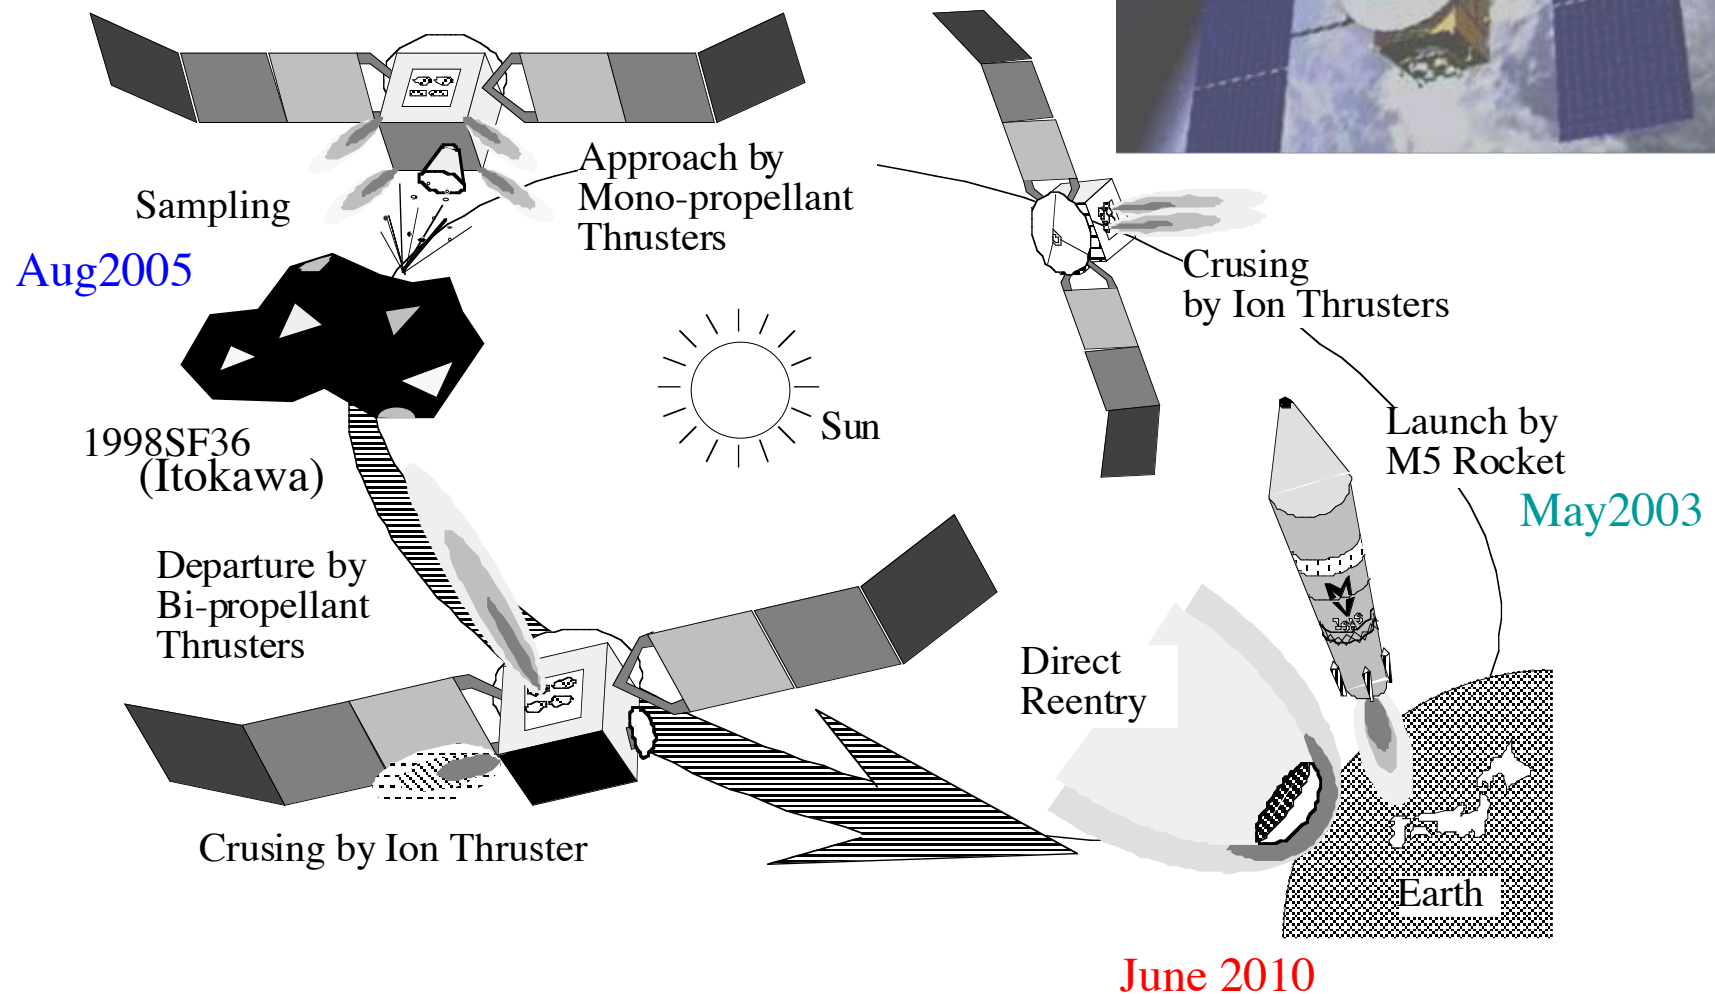 Approach by
Mono-propellant
Thrusters
Sampling
Aug2005
Crusing
by Ion Thrusters
Sun
Launch by
M5 Rocket
May2003
1998SF36
(Itokawa)
Departure by
Bi-propellant
Thrusters
Direct
Reentry
Crusing by Ion Thruster
Earth
June 2010